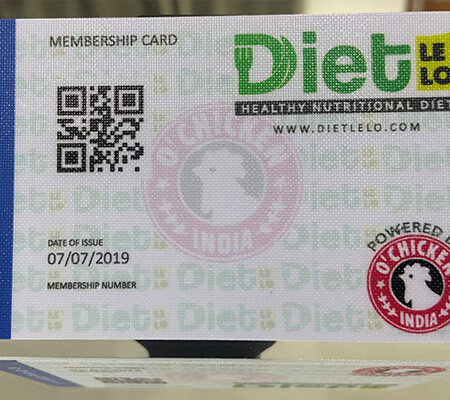 MEMBERSHIP CARD
Diet LE LO
HEALTHY NUTRITIONAL DIET
WWW.DIETLELO.COM
O'CHICKEN
INDIA
DATE OF ISSUE
07/07/2019
MEMBERSHIP NUMBER
POWERED
O'CHICKEN
INDIA